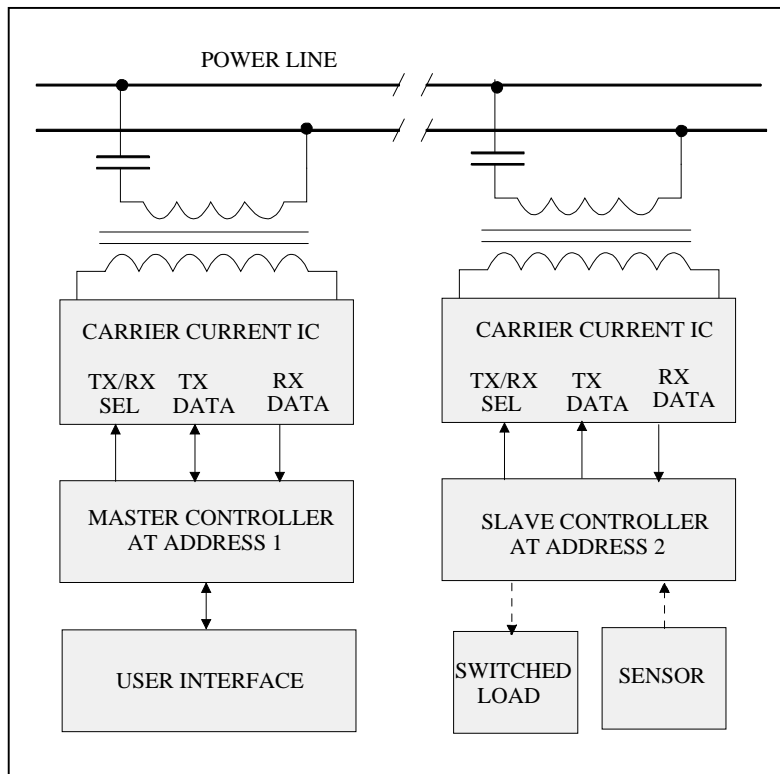 POWER LINE
CARRIER CURRENT IC
TX/RX
SEL
TX
DATA
RX
DATA
MASTER CONTROLLER
AT ADDRESS 1
USER INTERFACE
CARRIER CURRENT IC
TX/RX
SEL
TX
DATA
RX
DATA
SLAVE CONTROLLER
AT ADDRESS 2
SWITCHED
LOAD
SENSOR